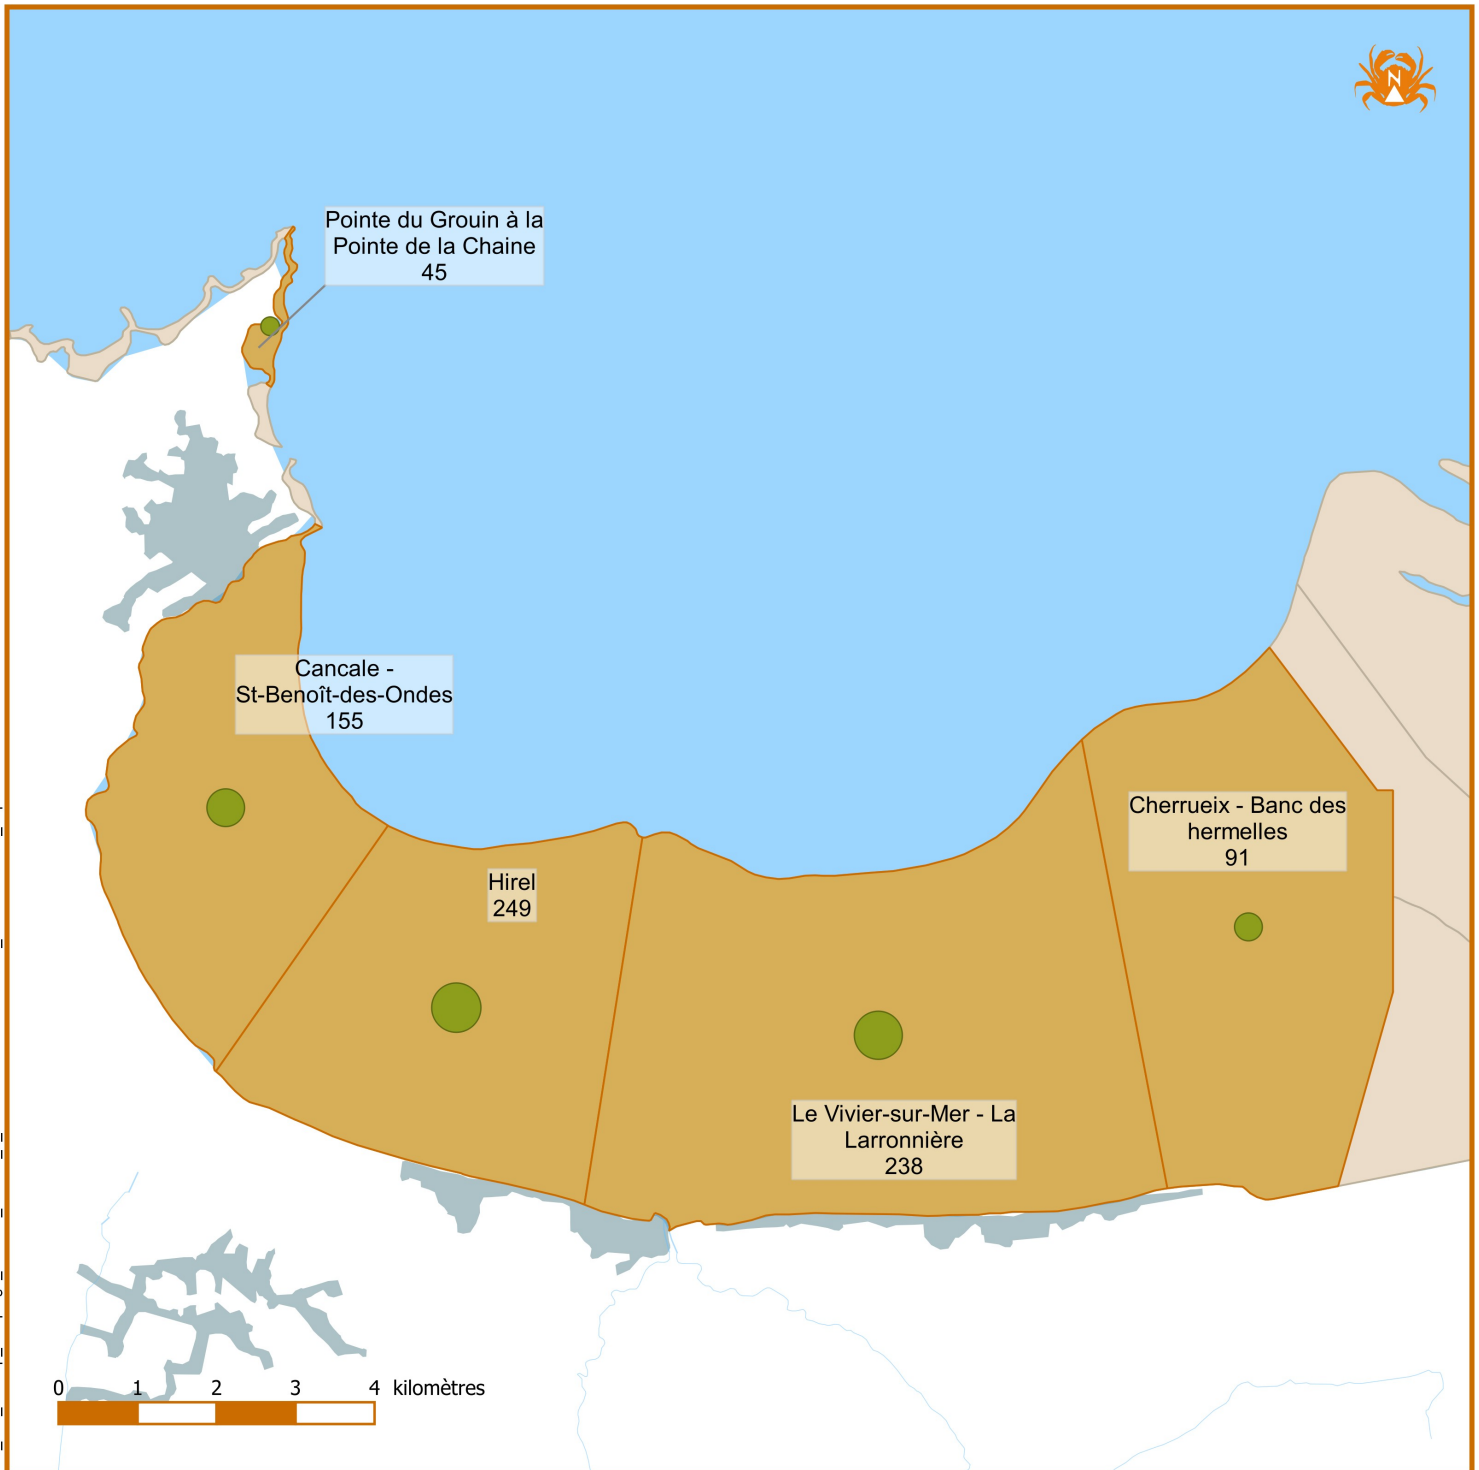 N
Pointe du Grouin à la
Pointe de la Chaine
45
Cancale -
St-Benoît-des-Ondes
155
Hirel
249
Cherrueix - Banc des
hermelles
91
Le Vivier-sur-Mer - La
Larronnière
238
0 1 2 3 4 kilomètres